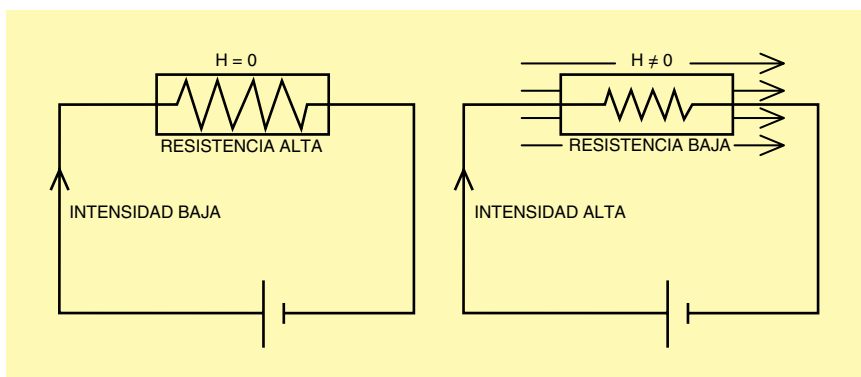 H = 0
RESISTENCIA ALTA
INTENSIDAD BAJA
H ≠ 0
RESISTENCIA BAJA
INTENSIDAD ALTA